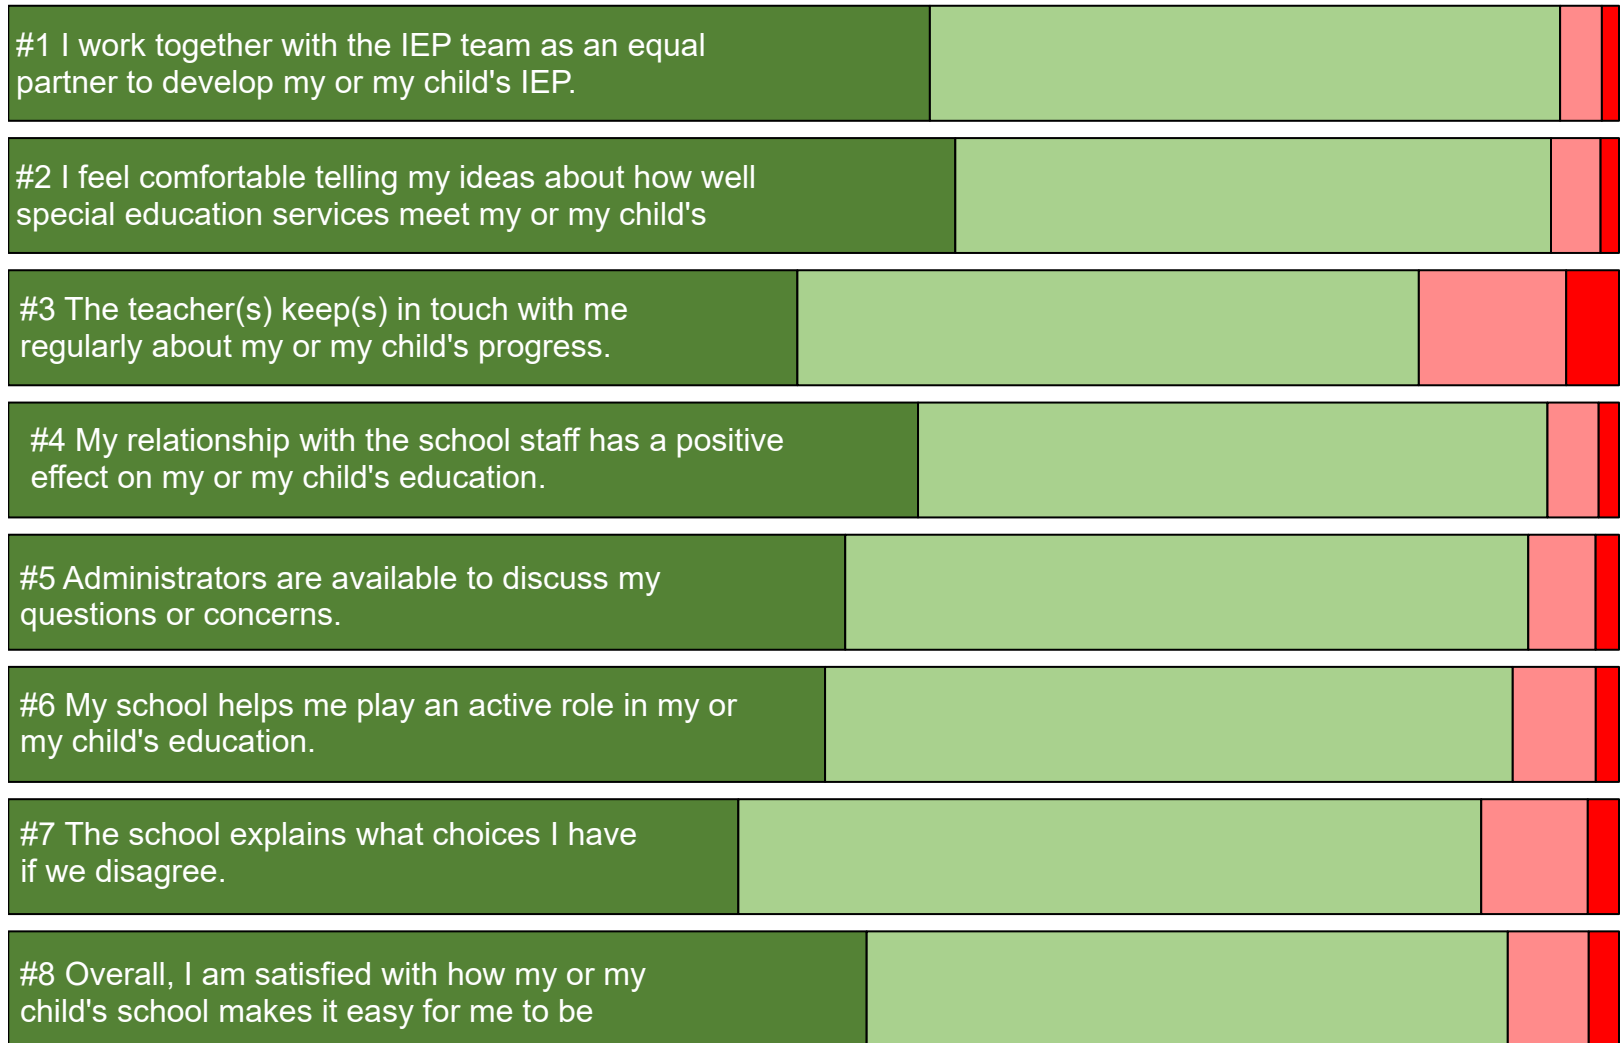 #1 I work together with the IEP team as an equal
partner to develop my or my child's IEP.
#2 I feel comfortable telling my ideas about how well
special education services meet my or my child's
#3 The teacher(s) keep(s) in touch with me
regularly about my or my child's progress.
#4 My relationship with the school staff has a positive
effect on my or my child's education.
#5 Administrators are available to discuss my
questions or concerns.
#6 My school helps me play an active role in my or
my child's education.
#7 The school explains what choices I have
if we disagree.
#8 Overall, I am satisfied with how my or my
child's school makes it easy for me to be